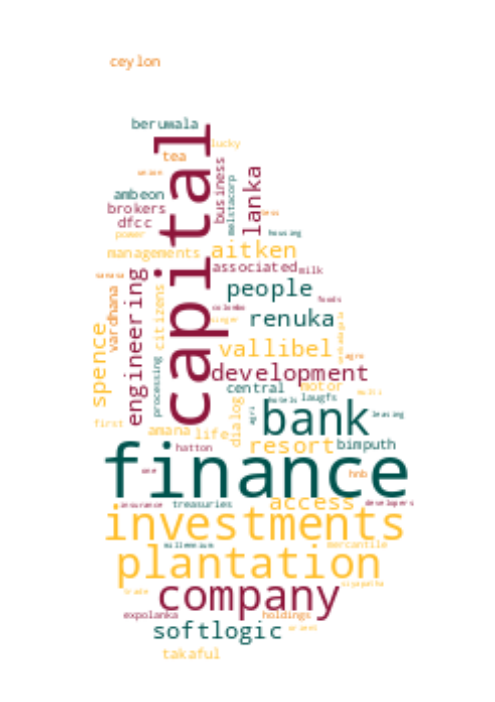 ceylon
berumala
capital
lucky
tea
union
business
melstacorp
lanka
ambeon
brokers
dfcc
power
housing
managements
aitken
associated
milk
people
foods
engineering
vardhana
citizens
processing
colombo
singer
renuka
spence
vallibel
agro
development
central
motor
multi
hotels
laugfs
first
amana
life
dialog
agri
bank
leasing
hatton
resort
bimputh
finance
hnb
insurance
treasuries
access
developers
investments
millennium
mercantile
plantation
trade
company
expolanka
holdings
softlogic
takaful